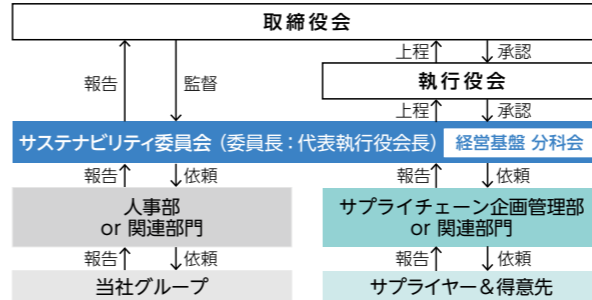 取締役会
報告 監督 上程 承認
執行役会
上程 承認
サステナビリティ委員会（委員長：代表執行役会長） 経営基盤 分科会
報告 依頼 報告 依頼
人事部 サプライチェーン企画管理部
or 関連部門 or 関連部門
報告 依頼 報告 依頼
当社グループ サプライヤー＆得意先